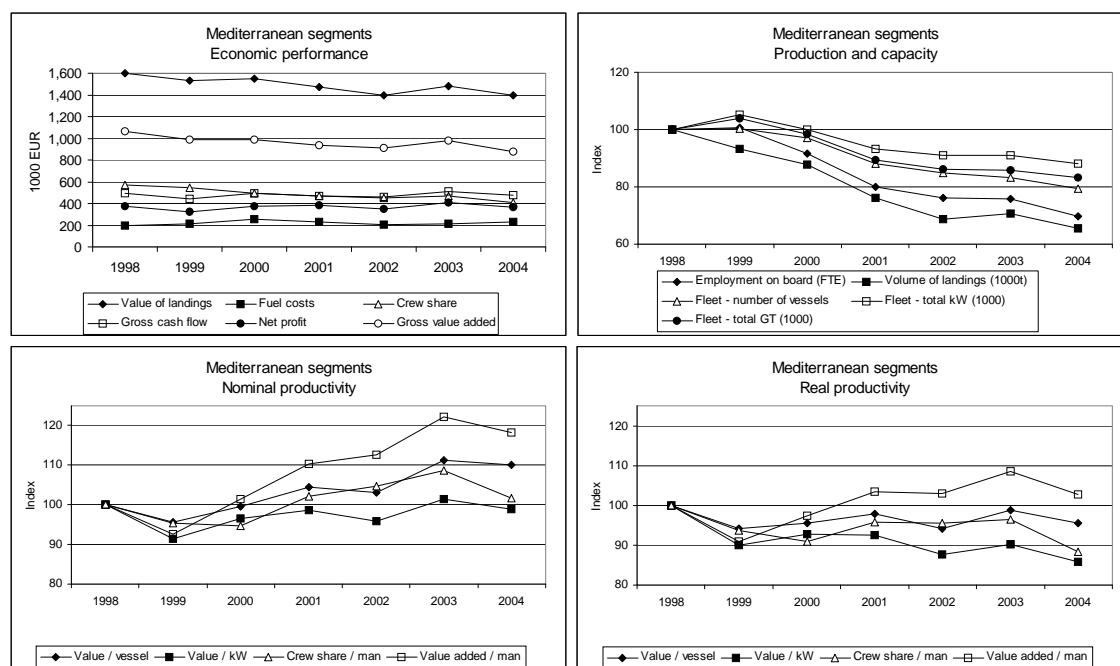 Mediterranean segments
Economic performance
1000 EUR
1,600
1,400
1,200
1,000
800
600
400
200
0
1998 1999 2000 2001 2002 2003 2004
Value of landings Fuel costs Crew share
Gross cash flow Net profit Gross value added
Mediterranean segments
Production and capacity
Index
120
100
80
60
1998 1999 2000 2001 2002 2003 2004
Employment on board (FTE) Volume of landings (1000t)
Fleet - number of vessels Fleet - total kW (1000)
Fleet - total GT (1000)
Mediterranean segments
Nominal productivity
Index
120
110
100
90
80
1998 1999 2000 2001 2002 2003 2004
Value / vessel Value / kW Crew share / man Value added / man
Mediterranean segments
Real productivity
Index
120
110
100
90
80
1998 1999 2000 2001 2002 2003 2004
Value / vessel Value / kW Crew share / man Value added / man